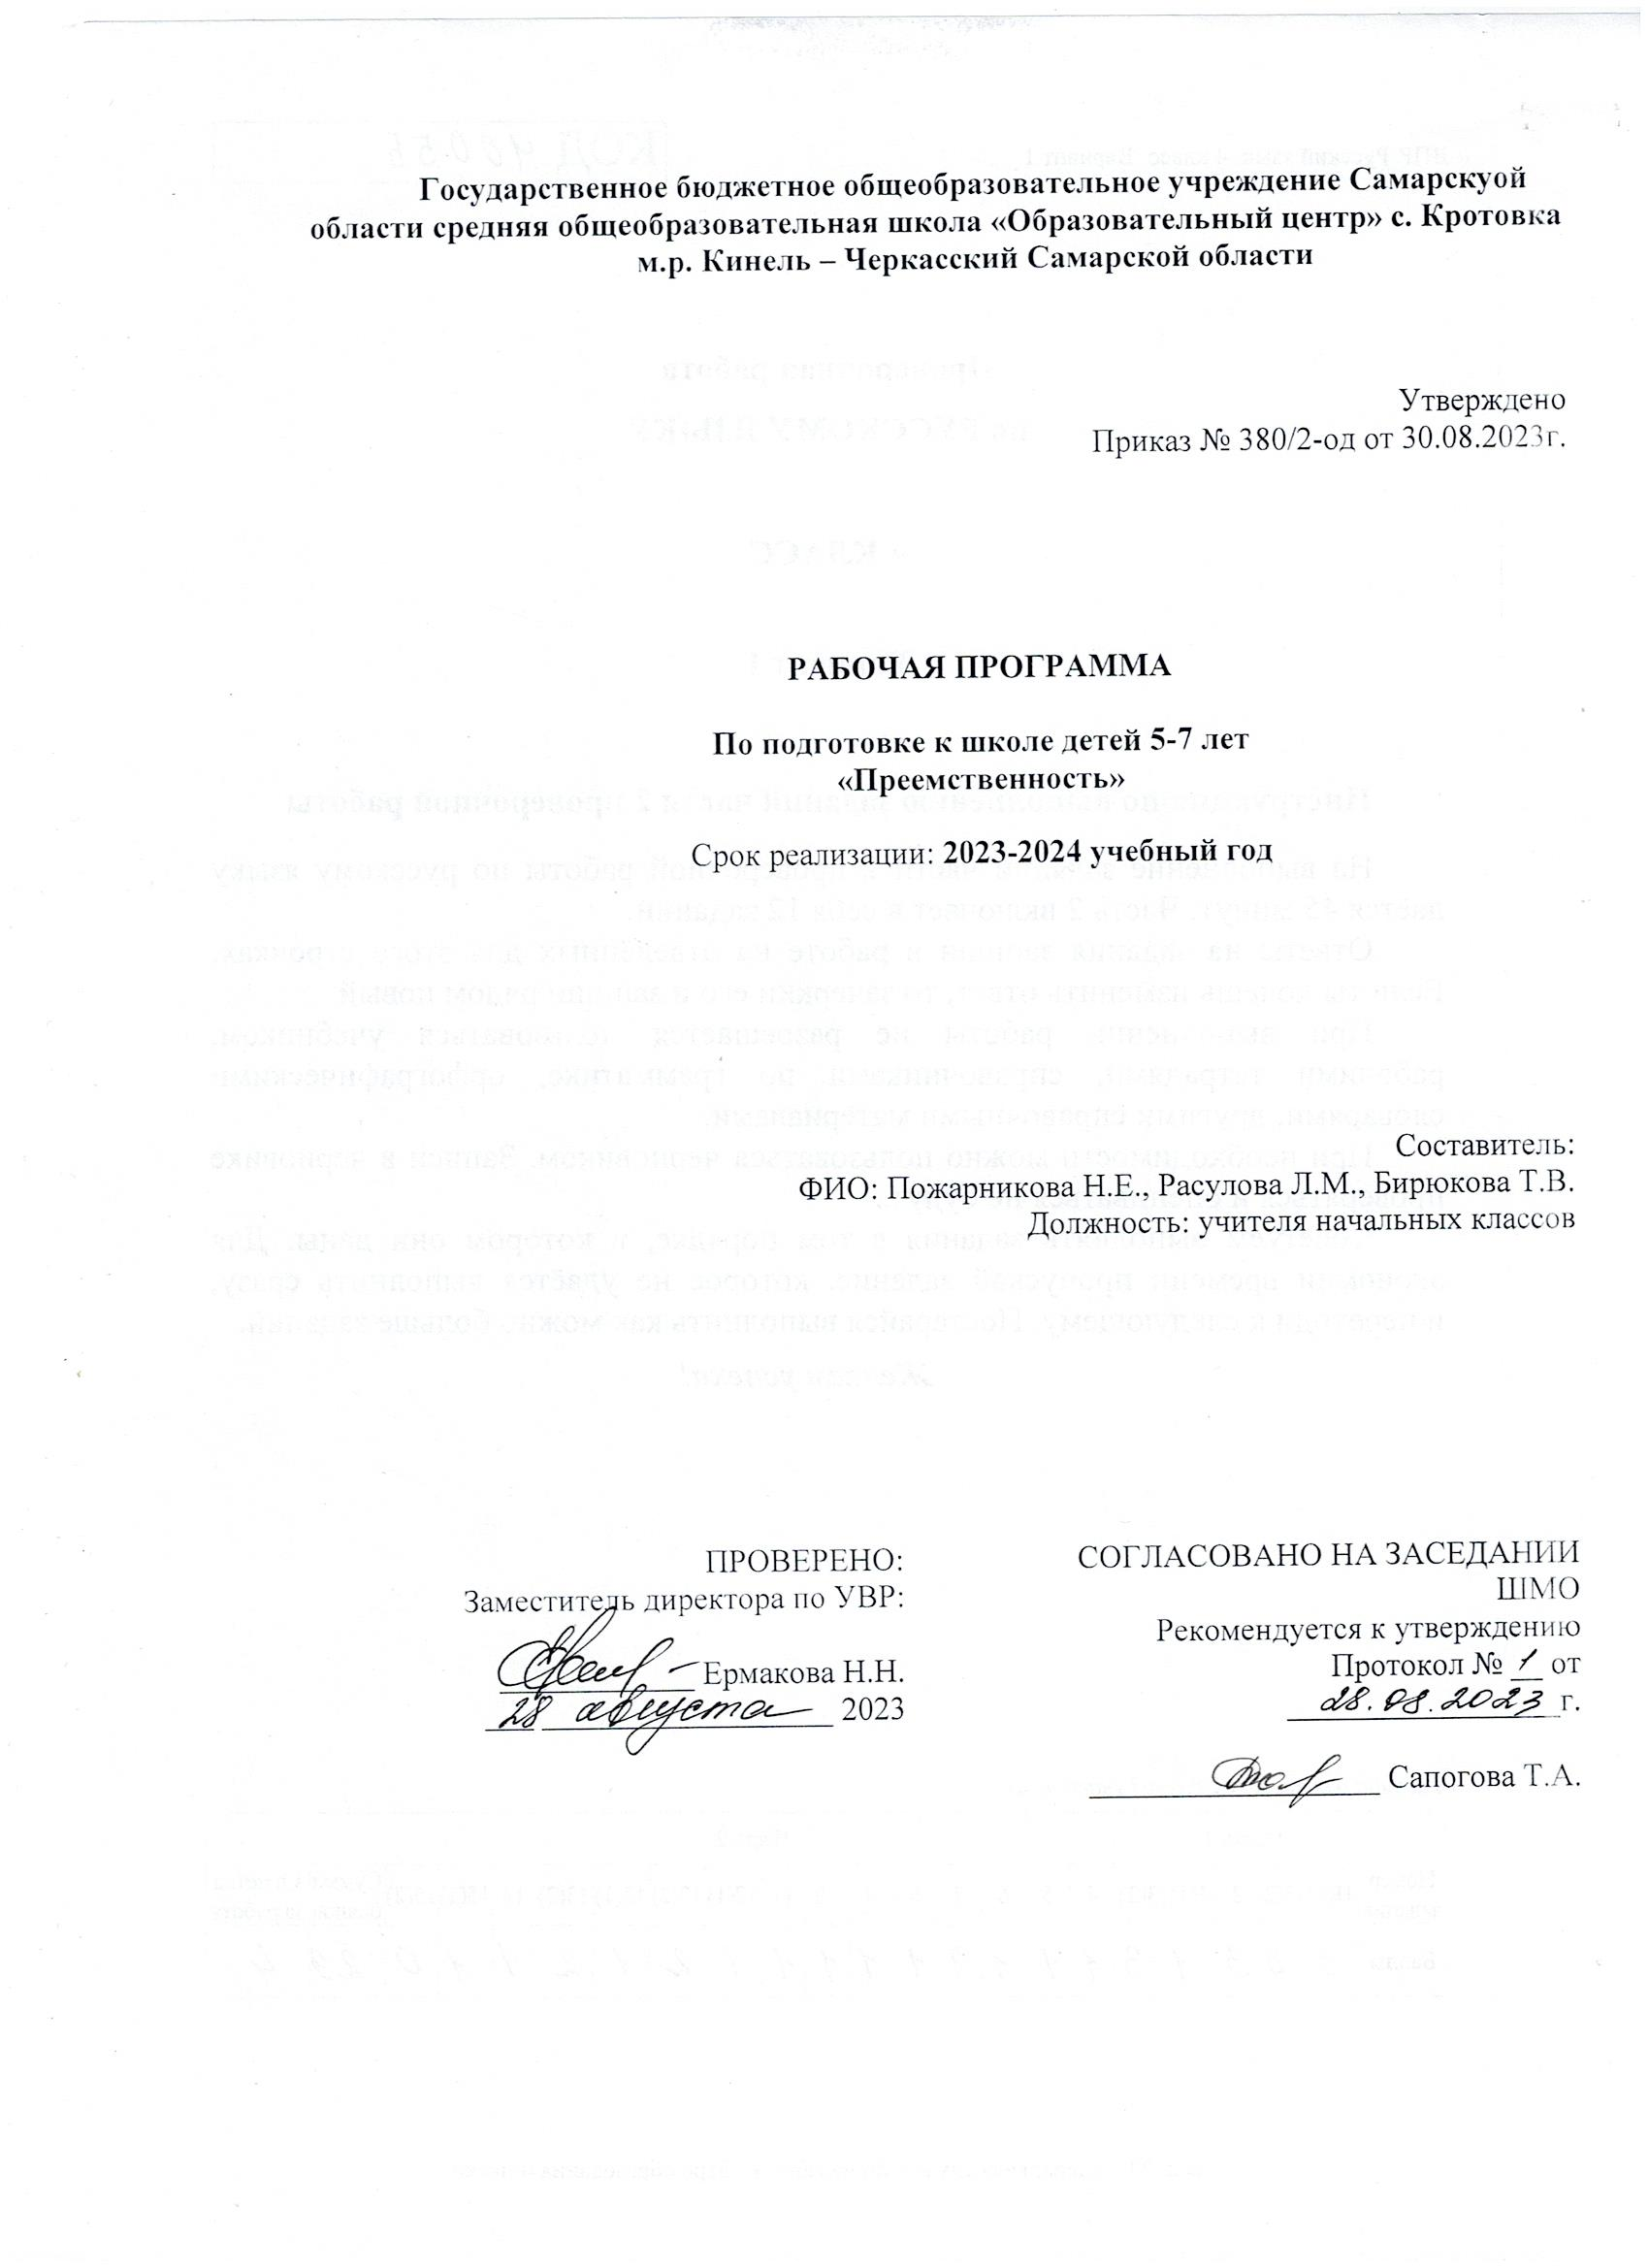 Государственное бюджетное общеобразовательное учреждение Самарскуой
области средняя общеобразовательная школа «Образовательный центр» с. Кротовка
м.р. Кинель – Черкасский Самарской области
Утверждено
Приказ № 380/2-од от 30.08.2023г.
РАБОЧАЯ ПРОГРАММА
По подготовке к школе детей 5-7 лет
«Преемственность»
Срок реализации: 2023-2024 учебный год
Составитель:
ФИО: Пожарникова Н.Е., Расулова Л.М., Бирюкова Т.В.
Должность: учителя начальных классов
ПРОВЕРЕНО:
Заместитель директора по УВР:
Ермакова Н.Н.
28 августа 2023
СОГЛАСОВАНО НА ЗАСЕДАНИИ
ШМО
Рекомендуется к утверждению
Протокол № 1 от
28.08.2023 г.
Сапогова Т.А.